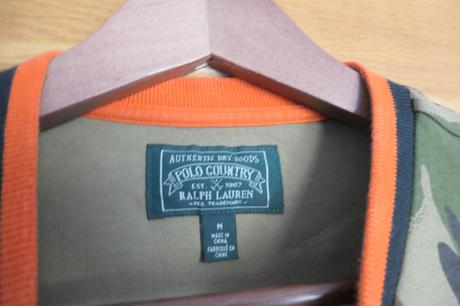 AUTHENTIC DRY GOODS
POLO COUNTRY
EST. 1967
RALPH LAUREN
REG. TRADEMARK
M
MADE IN
CHINA
FABRIQUÉ EN
CHINE